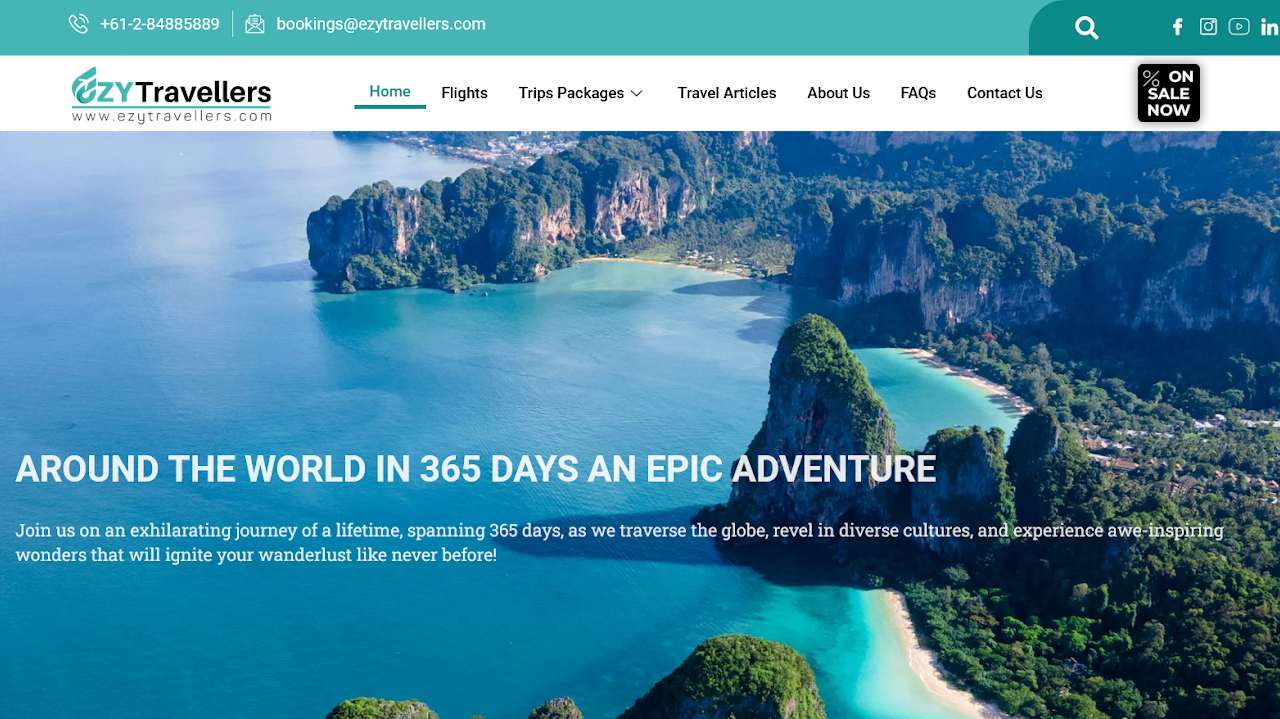 +61-2-84885889
bookings@ezytravellers.com
EZYTravellers
www.ezytravellers.com
Home
Flights
Trips Packages
Travel Articles
About Us
FAQs
Contact Us
% ON
SALE
NOW
AROUND THE WORLD IN 365 DAYS AN EPIC ADVENTURE
Join us on an exhilarating journey of a lifetime, spanning 365 days, as we traverse the globe, revel in diverse cultures, and experience awe-inspiring
wonders that will ignite your wanderlust like never before!